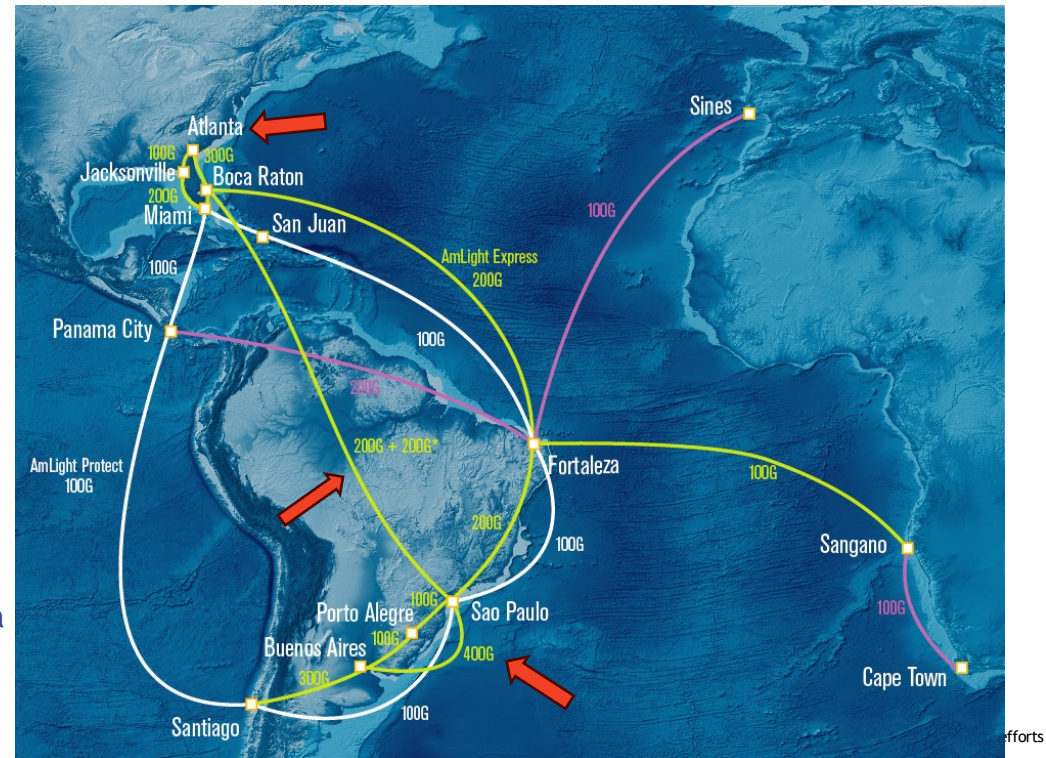 Sines
Atlanta
100G
300G
Jacksonville
Boca Raton
200G
Miami
San Juan
100G
AmLight Express
200G
100G
Panama City
100G
200G
200G + 200G*
Fortaleza
AmLight Protect
100G
100G
200G
100G
Sangano
100G
100G
Porto Alegre
Sao Paulo
100G
Buenos Aires
400G
300G
Cape Town
100G
Santiago
efforts